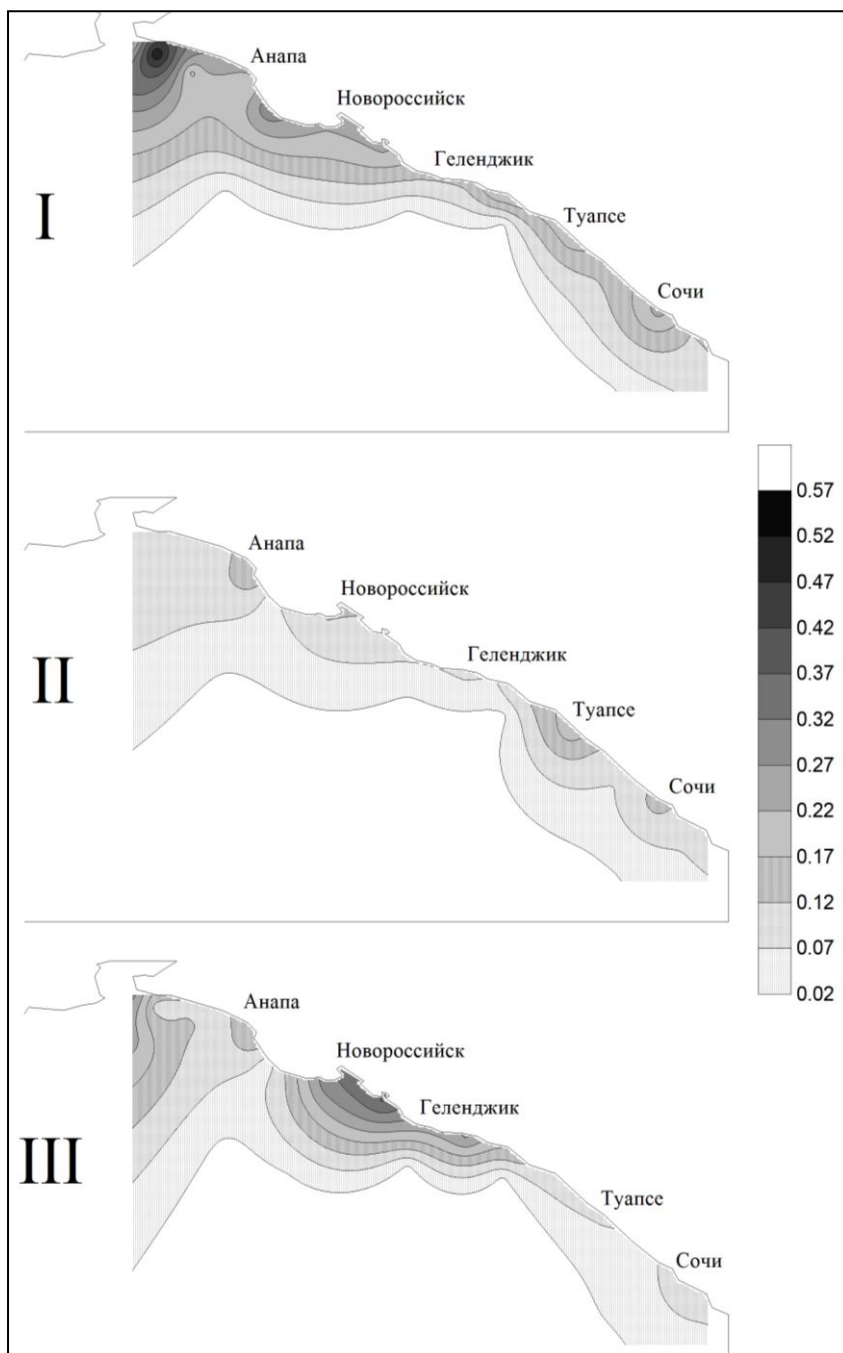 Анапа
Новороссийск
Геленджик
I
Туапсе
Сочи
Анапа
Новороссийск
Геленджик
II
Туапсе
Сочи
0.57
0.52
0.47
0.42
0.37
0.32
0.27
0.22
0.17
0.12
0.07
0.02
Анапа
Новороссийск
Геленджик
III
Туапсе
Сочи